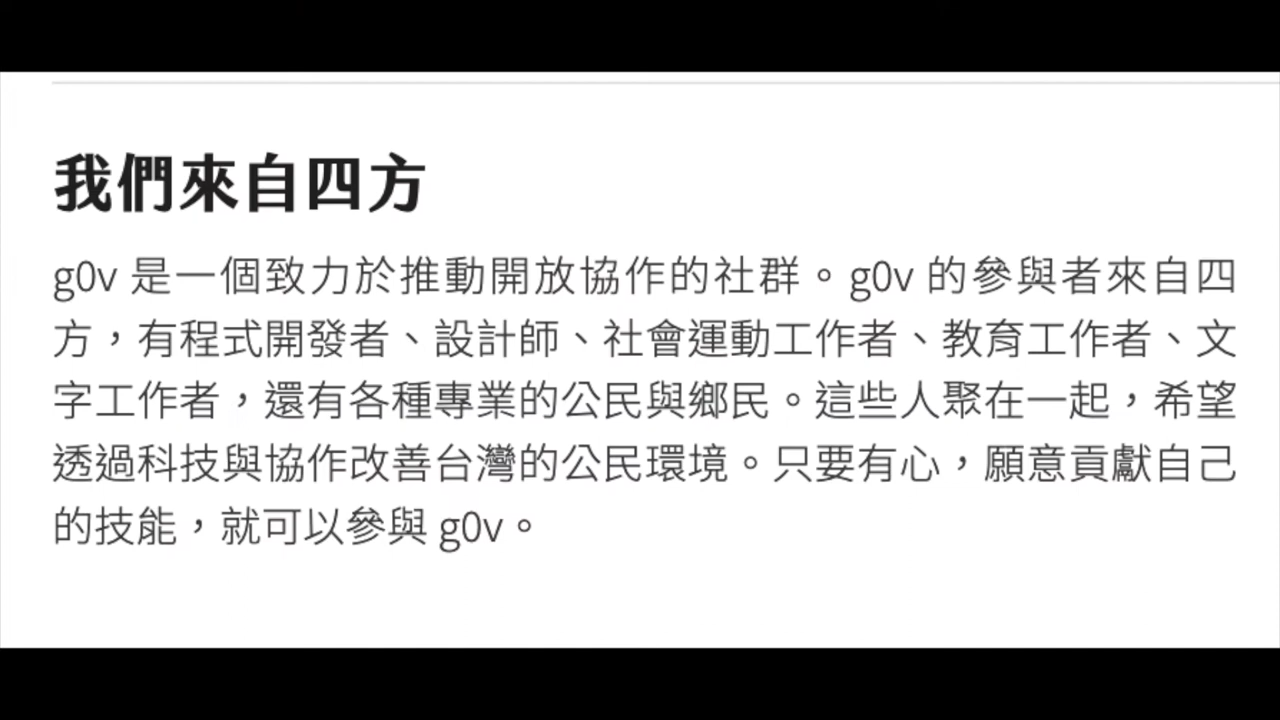 我們來自四方
g0v 是一個致力於推動開放協作的社群。g0v 的參與者來自四
方，有程式開發者、設計師、社會運動工作者、教育工作者、文
字工作者，還有各種專業的公民與鄉民。這些人聚在一起，希望
透過科技與協作改善台灣的公民環境。只要有心，願意貢獻自己
的技能，就可以參與 g0v。